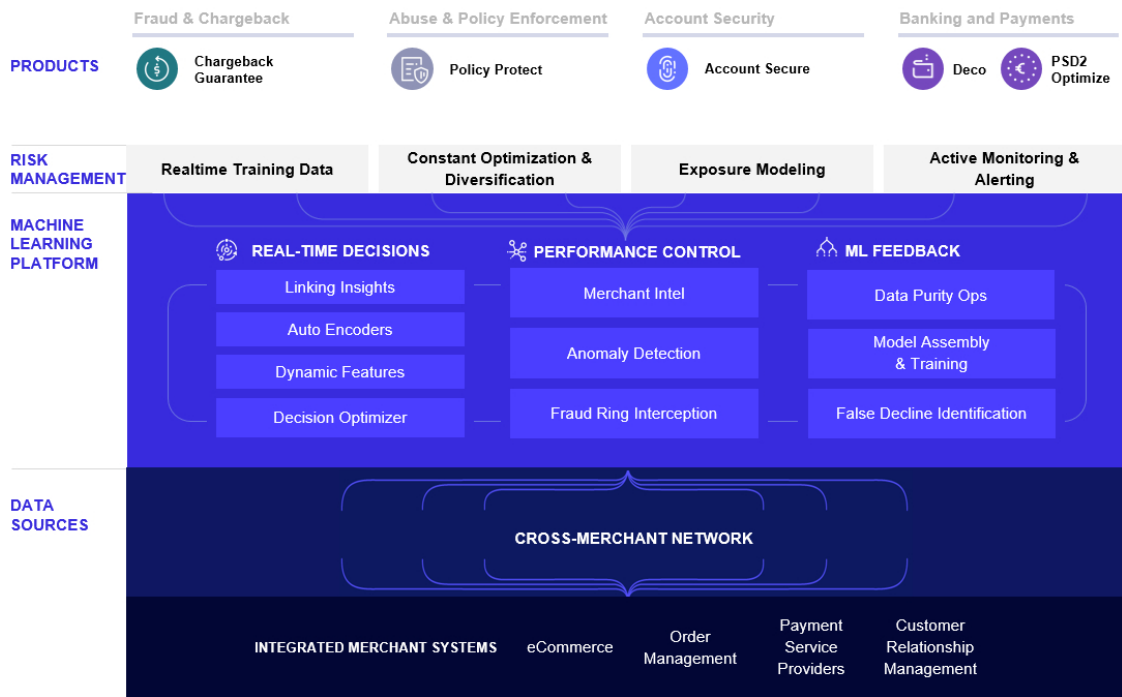 Fraud & Chargeback
Abuse & Policy Enforcement
Account Security
Banking and Payments
PRODUCTS
Chargeback
Guarantee
Policy Protect
Account Secure
Deco
PSD2
Optimize
RISK
MANAGEMENT
Realtime Training Data
Constant Optimization &
Diversification
Exposure Modeling
Active Monitoring &
Alerting
MACHINE
LEARNING
PLATFORM
REAL-TIME DECISIONS
Linking Insights
Auto Encoders
Dynamic Features
Decision Optimizer
PERFORMANCE CONTROL
Merchant Intel
Anomaly Detection
Fraud Ring Interception
ML FEEDBACK
Data Purity Ops
Model Assembly
& Training
False Decline Identification
DATA
SOURCES
CROSS-MERCHANT NETWORK
INTEGRATED MERCHANT SYSTEMS
eCommerce
Order
Management
Payment
Service
Providers
Customer
Relationship
Management